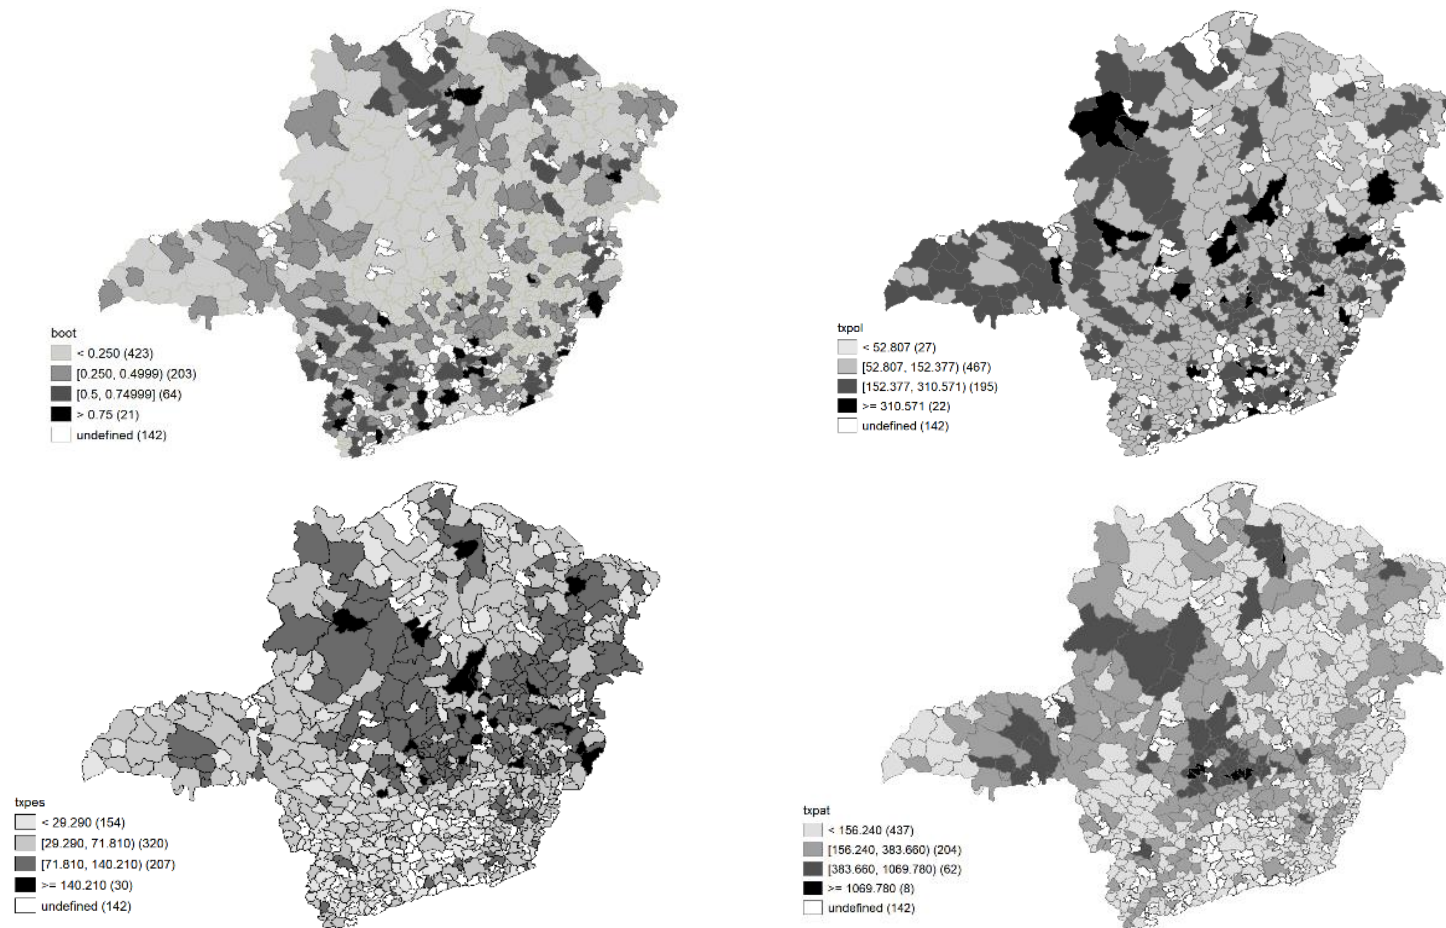 boot
< 0.250 (423)
[0.250, 0.4999) (203)
[0.5, 0.74999] (64)
> 0.75 (21)
undefined (142)
txpol
< 52.807 (27)
[52.807, 152.377) (467)
[152.377, 310.571) (195)
>= 310.571 (22)
undefined (142)
txpes
< 29.290 (154)
[29.290, 71.810) (320)
[71.810, 140.210) (207)
>= 140.210 (30)
undefined (142)
txpat
< 156.240 (437)
[156.240, 383.660) (204)
[383.660, 1069.780) (62)
>= 1069.780 (8)
undefined (142)